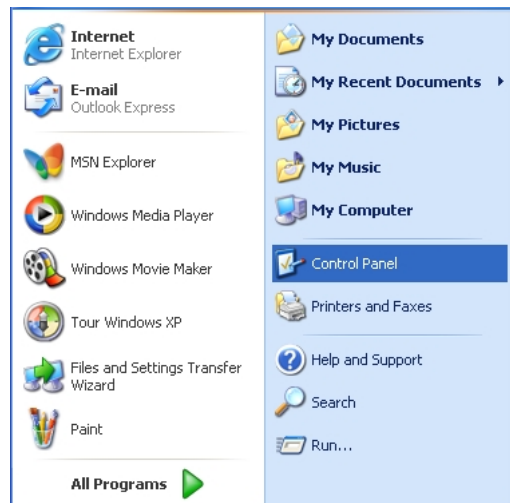 Internet
Internet Explorer
E-mail
Outlook Express
MSN Explorer
Windows Media Player
Windows Movie Maker
Tour Windows XP
Files and Settings Transfer
Wizard
Paint
All Programs
My Documents
My Recent Documents
My Pictures
My Music
My Computer
Control Panel
Printers and Faxes
Help and Support
Search
Run...